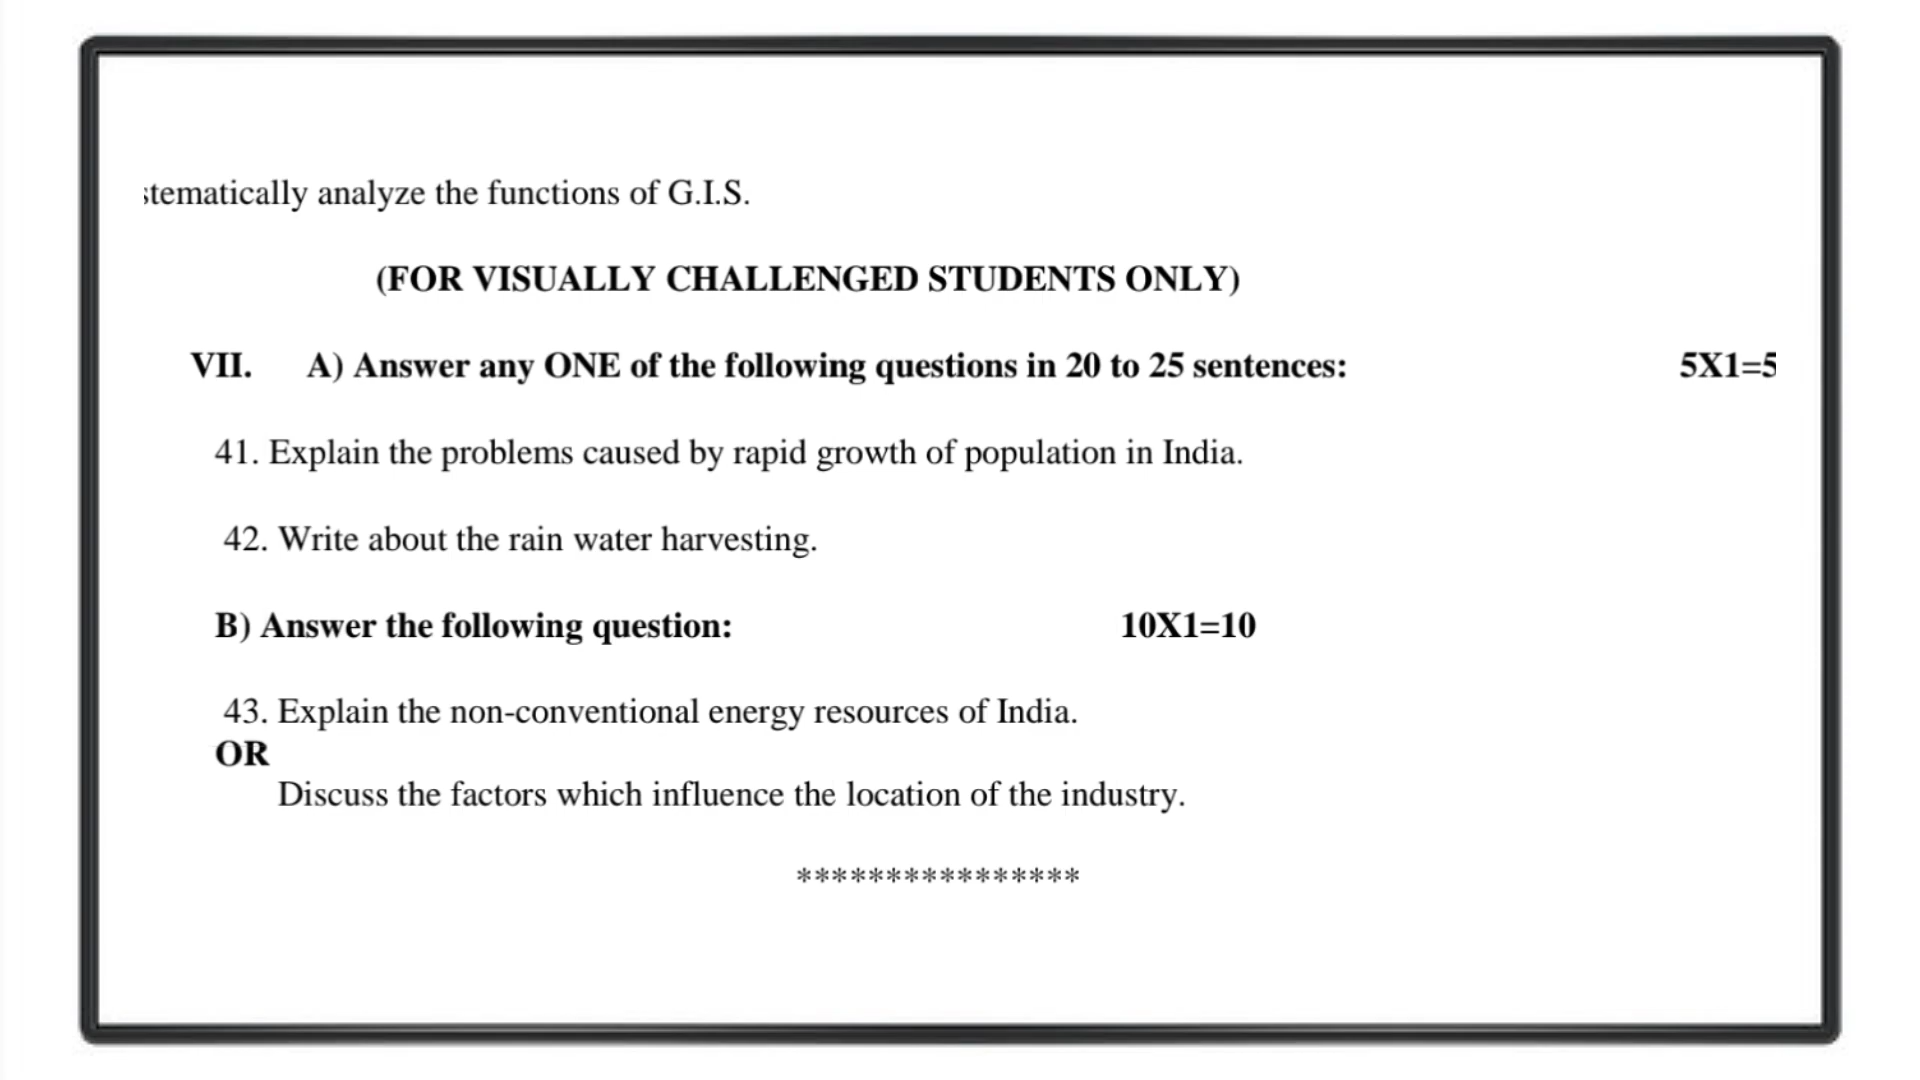 stematically analyze the functions of G.I.S.
(FOR VISUALLY CHALLENGED STUDENTS ONLY)
VII. A) Answer any ONE of the following questions in 20 to 25 sentences: 5X1=5
41. Explain the problems caused by rapid growth of population in India.
42. Write about the rain water harvesting.
B) Answer the following question: 10X1=10
43. Explain the non-conventional energy resources of India.
OR
Discuss the factors which influence the location of the industry.
****************